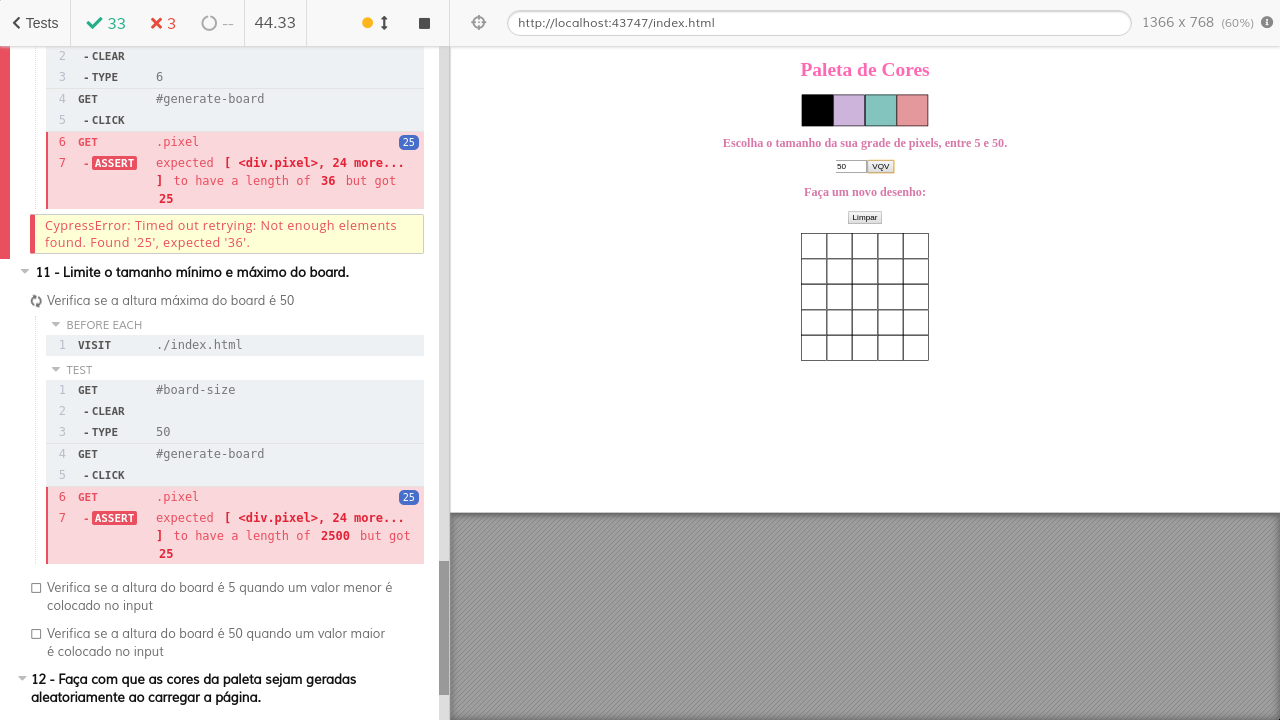 Tests 33 3 -- 44.33
2 - CLEAR
3 - TYPE 6
4 GET #generate-board
5 - CLICK
6 GET .pixel 25
7 - ASSERT expected [ <div.pixel>, 24 more...
] to have a length of 36 but got
25
CypressError: Timed out retrying: Not enough elements
found. Found '25', expected '36'.
11 - Limite o tamanho mínimo e máximo do board.
Verifica se a altura máxima do board é 50
BEFORE EACH
1 VISIT ./index.html
TEST
1 GET #board-size
2 - CLEAR
3 - TYPE 50
4 GET #generate-board
5 - CLICK
6 GET .pixel 25
7 - ASSERT expected [ <div.pixel>, 24 more...
] to have a length of 2500 but got
25
Verifica se a altura do board é 5 quando um valor menor é
colocado no input
Verifica se a altura do board é 50 quando um valor maior
é colocado no input
12 - Faça com que as cores da paleta sejam geradas
aleatoriamente ao carregar a página.
http://localhost:43747/index.html
1366 x 768 (60%)
Paleta de Cores
Escolha o tamanho da sua grade de pixels, entre 5 e 50.
50 VQV
Faça um novo desenho:
Limpar